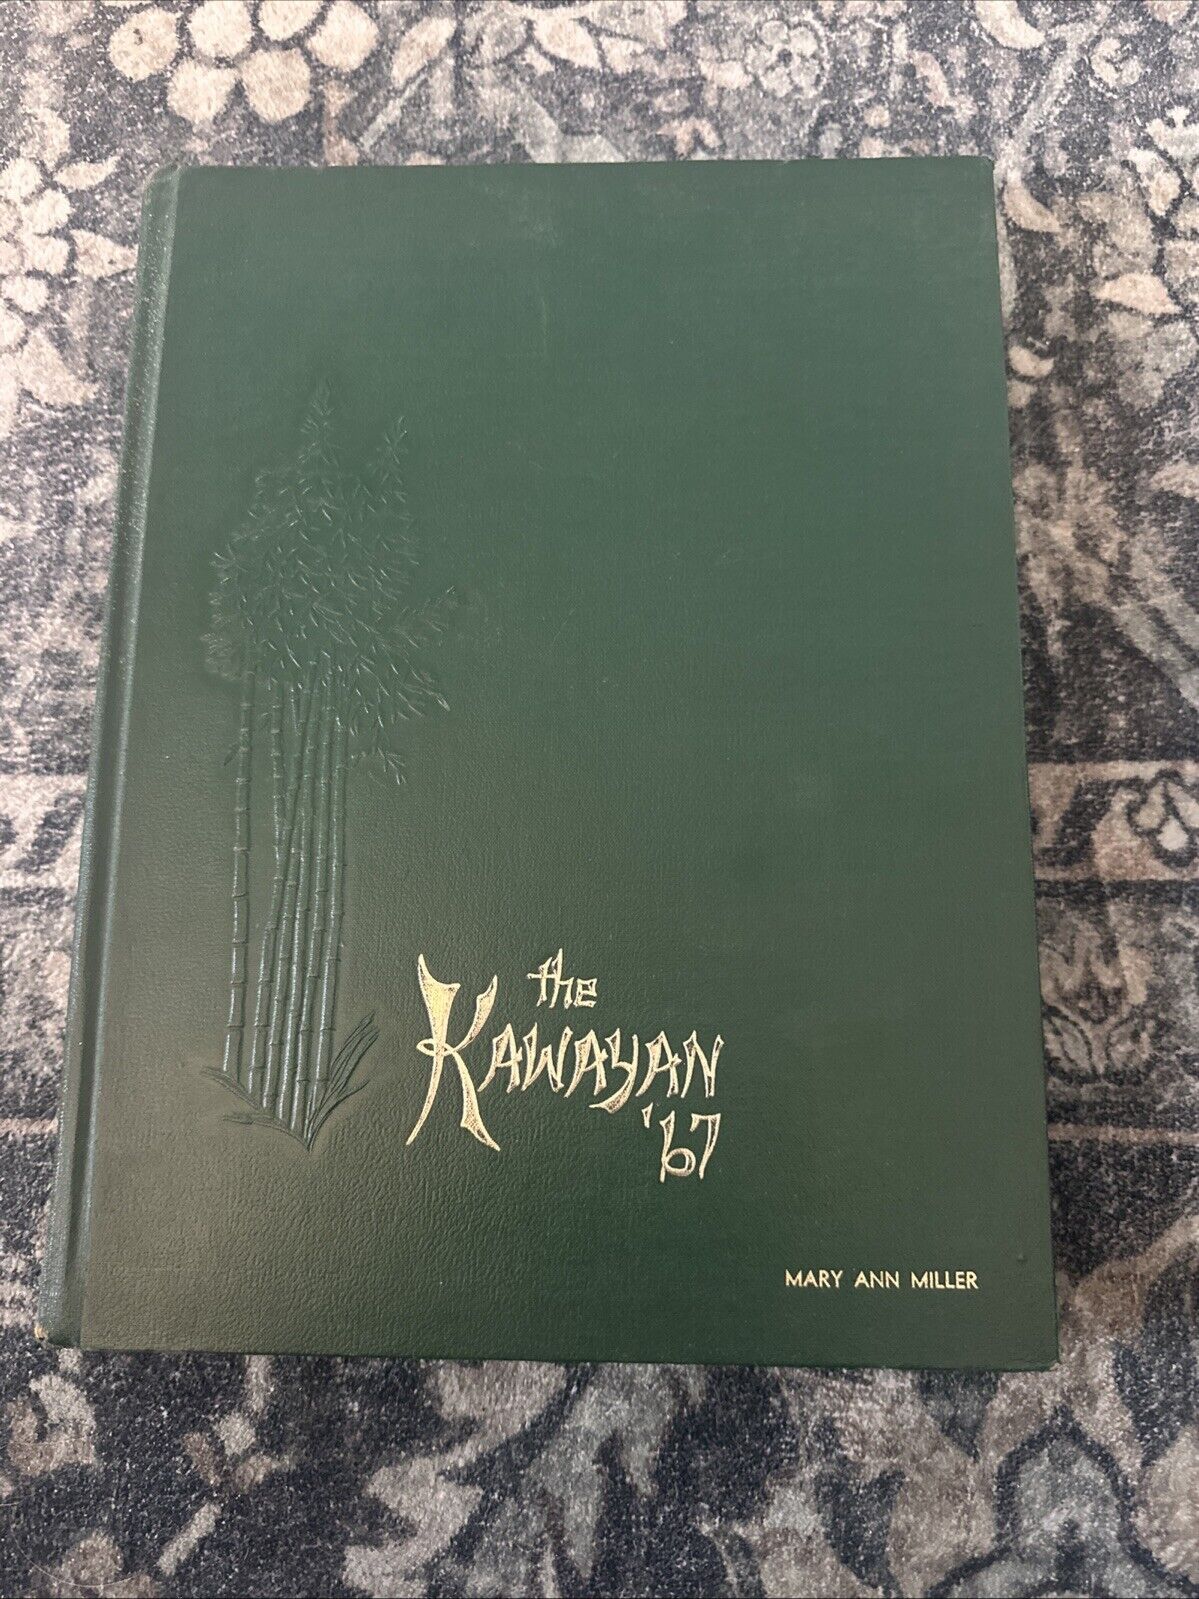 the
KAWAYAN
'67
MARY ANN MILLER